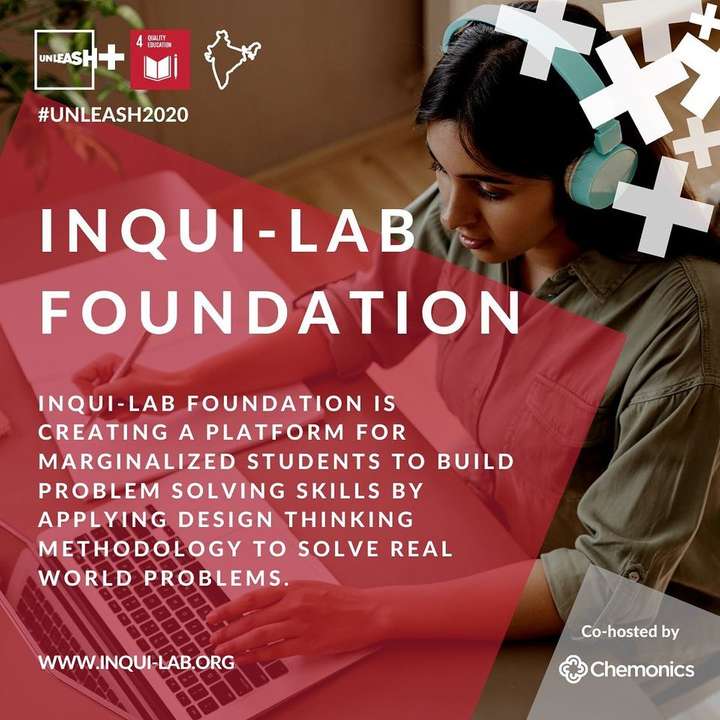 UNLEASH+
4 QUALITY
EDUCATION
#UNLEASH2020
INQUI-LAB
FOUNDATION
INQUI-LAB FOUNDATION IS
CREATING A PLATFORM FOR
MARGINALIZED STUDENTS TO BUILD
PROBLEM SOLVING SKILLS BY
APPLYING DESIGN THINKING
METHODOLOGY TO SOLVE REAL
WORLD PROBLEMS.
WWW.INQUI-LAB.ORG
Co-hosted by
Chemonics